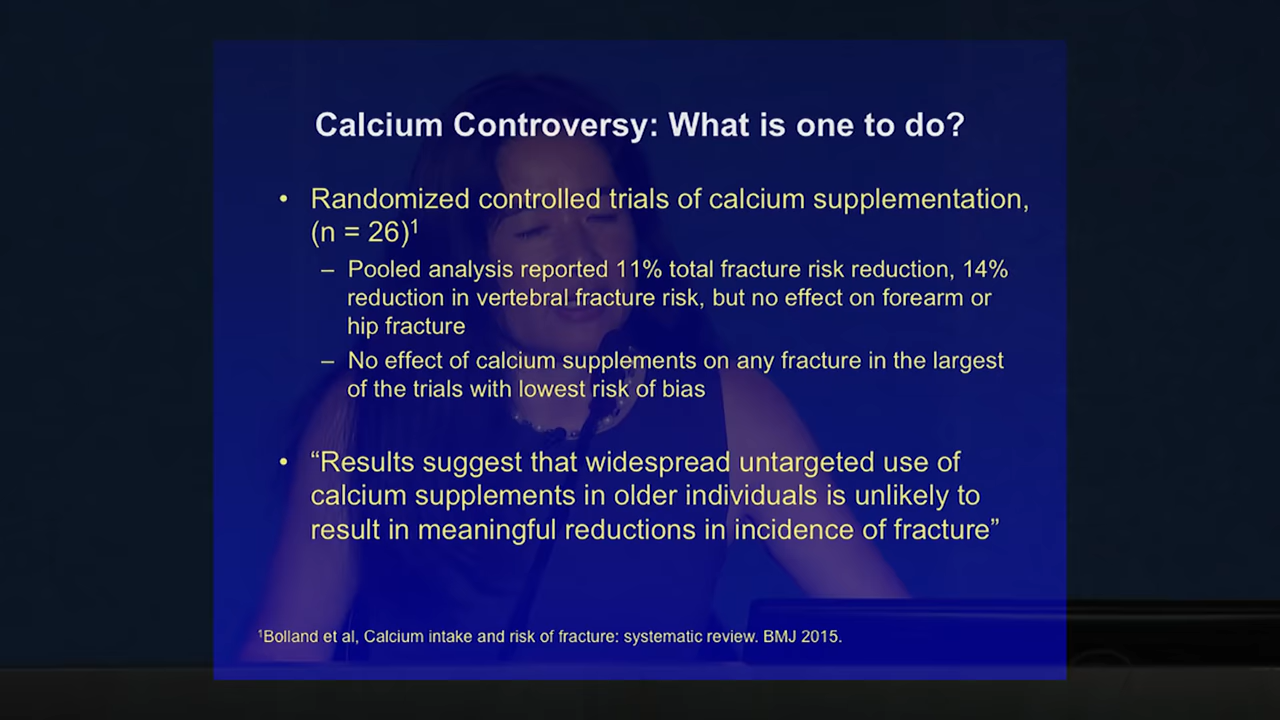 Calcium Controversy: What is one to do?
• Randomized controlled trials of calcium supplementation,
(n = 26)¹
– Pooled analysis reported 11% total fracture risk reduction, 14%
reduction in vertebral fracture risk, but no effect on forearm or
hip fracture
– No effect of calcium supplements on any fracture in the largest
of the trials with lowest risk of bias
• “Results suggest that widespread untargeted use of
calcium supplements in older individuals is unlikely to
result in meaningful reductions in incidence of fracture”
¹Bolland et al, Calcium intake and risk of fracture: systematic review. BMJ 2015.